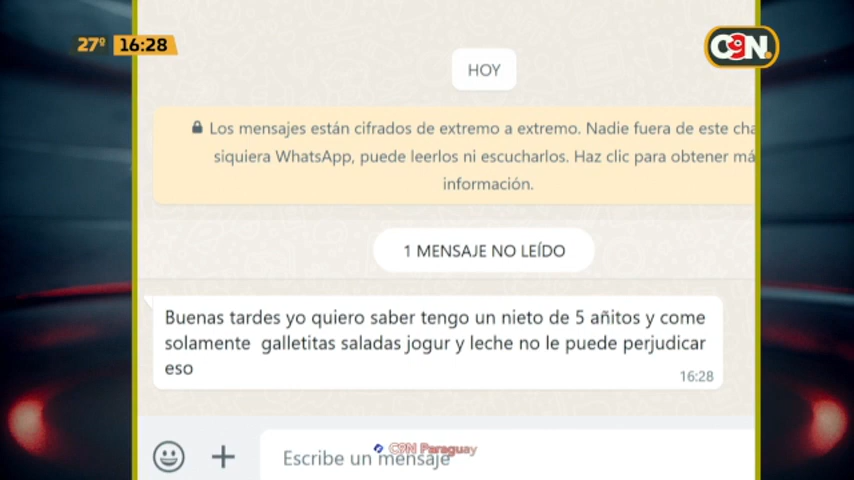 27º 16:28
C9N.
HOY
Los mensajes están cifrados de extremo a extremo. Nadie fuera de este cha
siquiera WhatsApp, puede leerlos ni escucharlos. Haz clic para obtener má
información.
1 MENSAJE NO LEÍDO
Buenas tardes yo quiero saber tengo un nieto de 5 añitos y come
solamente galletitas saladas jogur y leche no le puede perjudicar
eso
16:28
C9N Paraguay
Escribe un mensaje